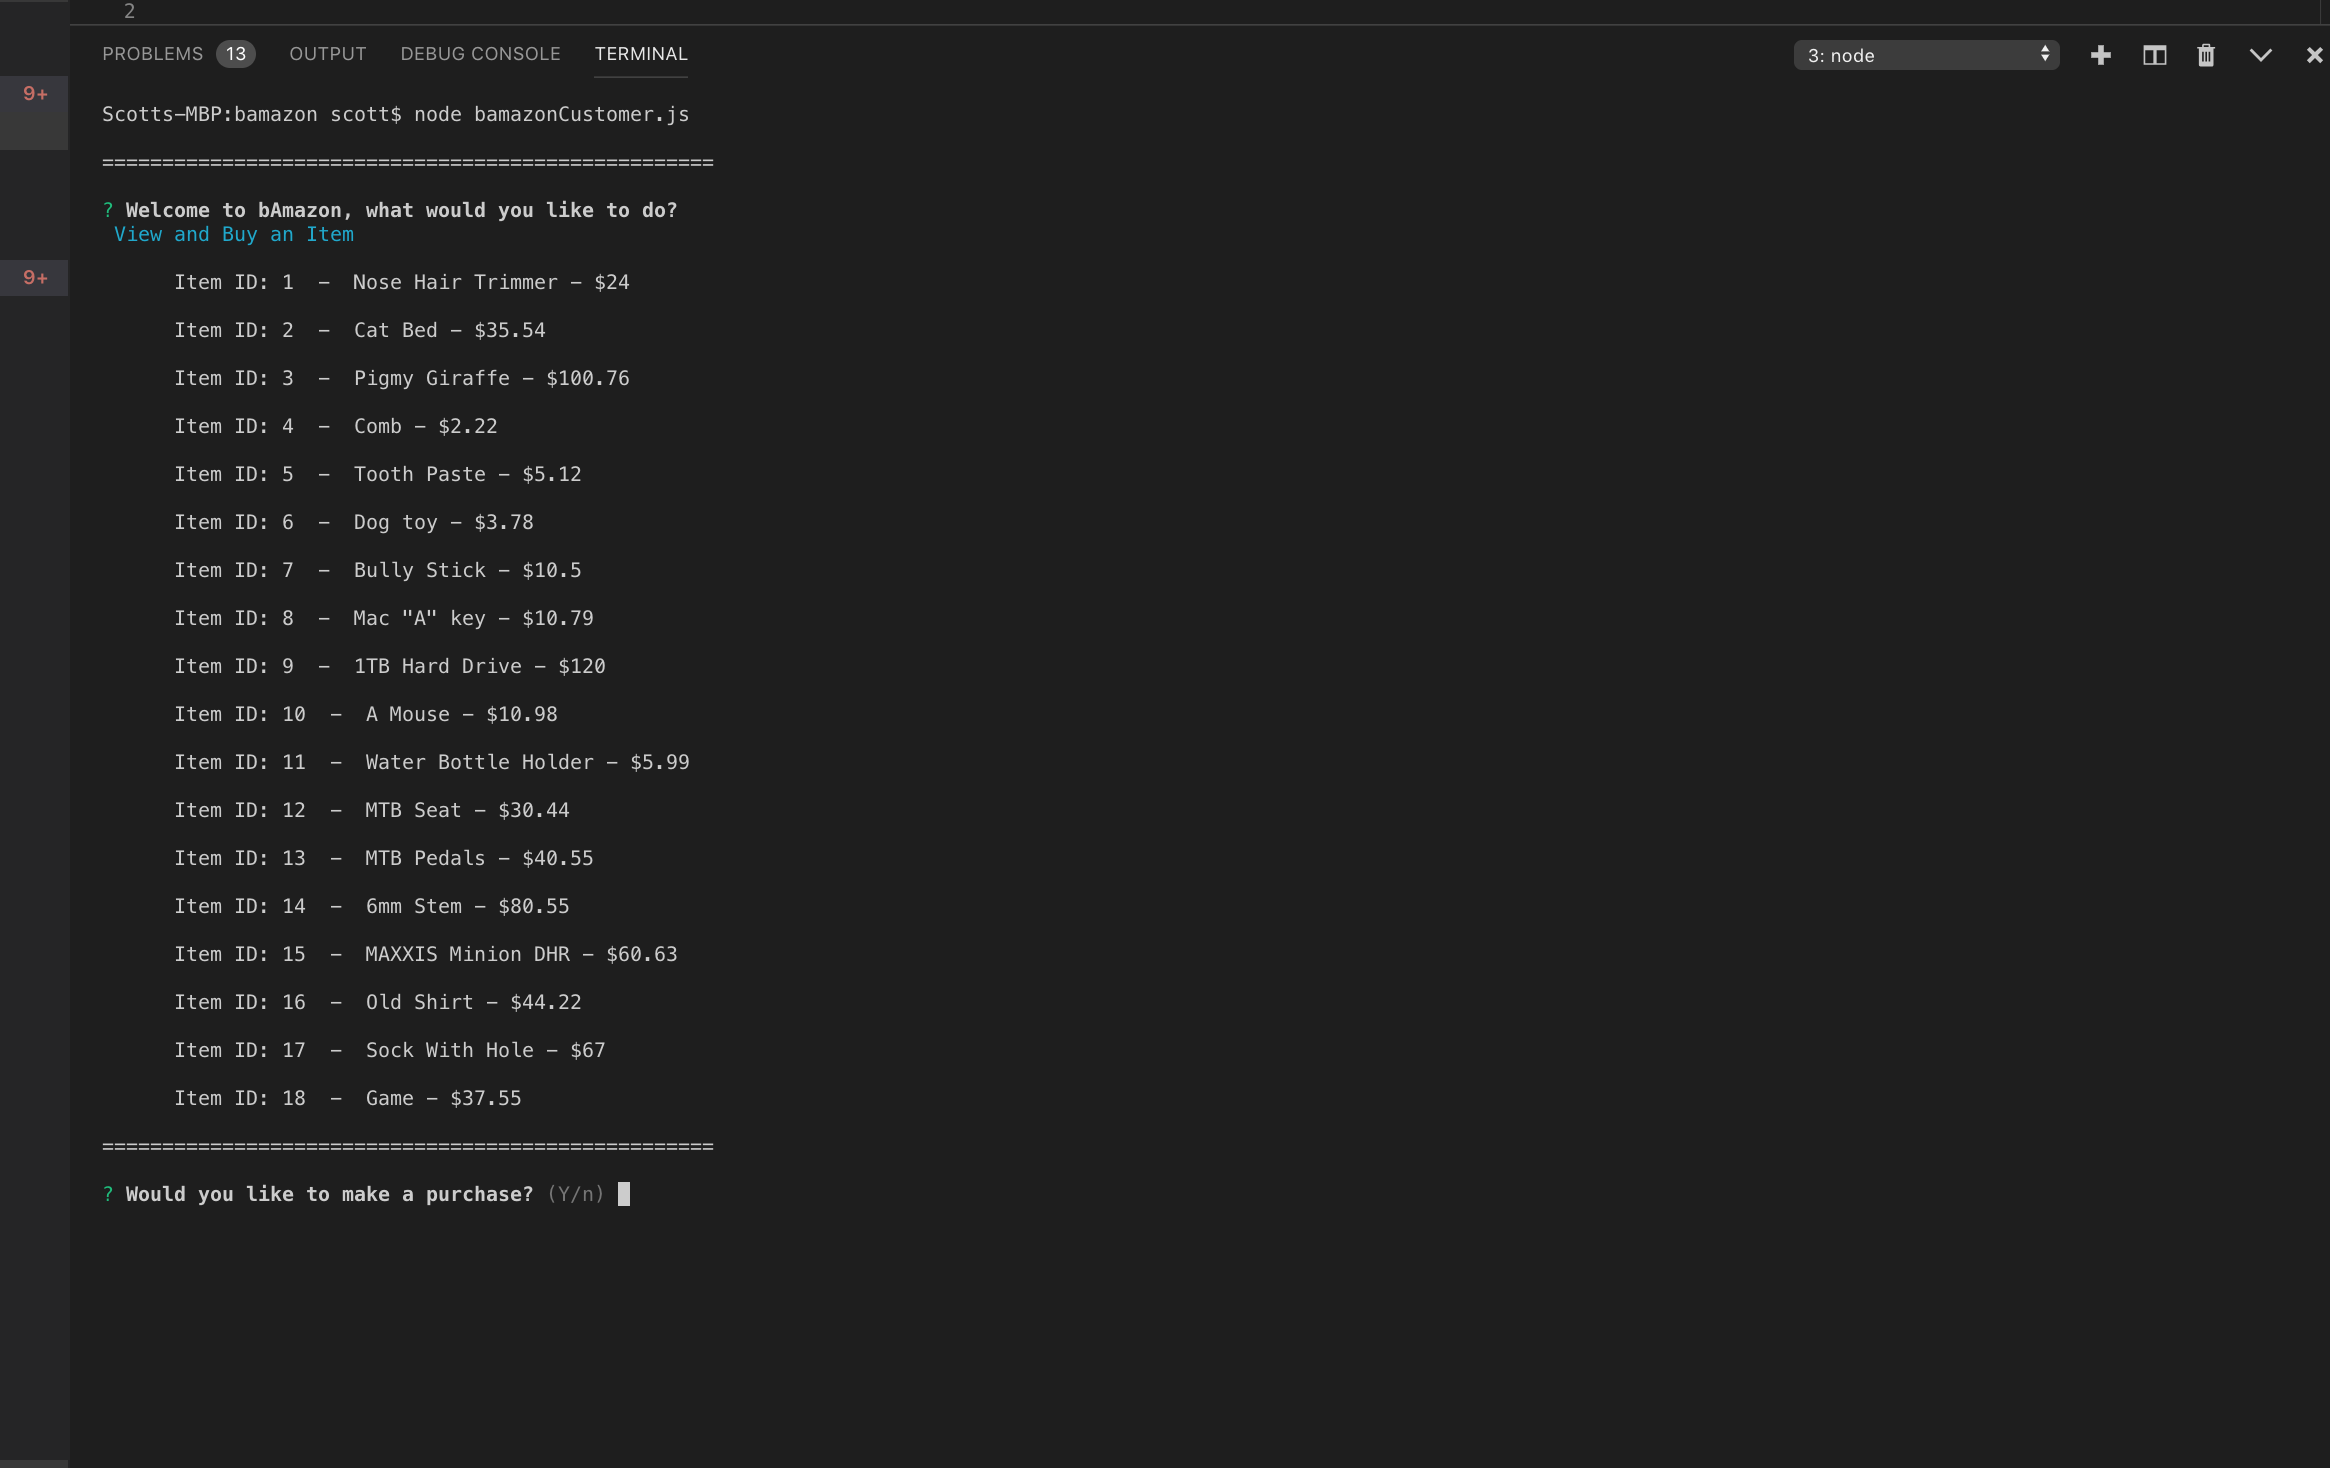 2
PROBLEMS 13 OUTPUT DEBUG CONSOLE TERMINAL 3: node
9+
Scotts-MBP:bamazon scott$ node bamazonCustomer.js
===================================================
? Welcome to bAmazon, what would you like to do?
View and Buy an Item
9+
Item ID: 1  -  Nose Hair Trimmer - $24
Item ID: 2  -  Cat Bed - $35.54
Item ID: 3  -  Pigmy Giraffe - $100.76
Item ID: 4  -  Comb - $2.22
Item ID: 5  -  Tooth Paste - $5.12
Item ID: 6  -  Dog toy - $3.78
Item ID: 7  -  Bully Stick - $10.5
Item ID: 8  -  Mac "A" key - $10.79
Item ID: 9  -  1TB Hard Drive - $120
Item ID: 10  -  A Mouse - $10.98
Item ID: 11  -  Water Bottle Holder - $5.99
Item ID: 12  -  MTB Seat - $30.44
Item ID: 13  -  MTB Pedals - $40.55
Item ID: 14  -  6mm Stem - $80.55
Item ID: 15  -  MAXXIS Minion DHR - $60.63
Item ID: 16  -  Old Shirt - $44.22
Item ID: 17  -  Sock With Hole - $67
Item ID: 18  -  Game - $37.55
===================================================
? Would you like to make a purchase? (Y/n)